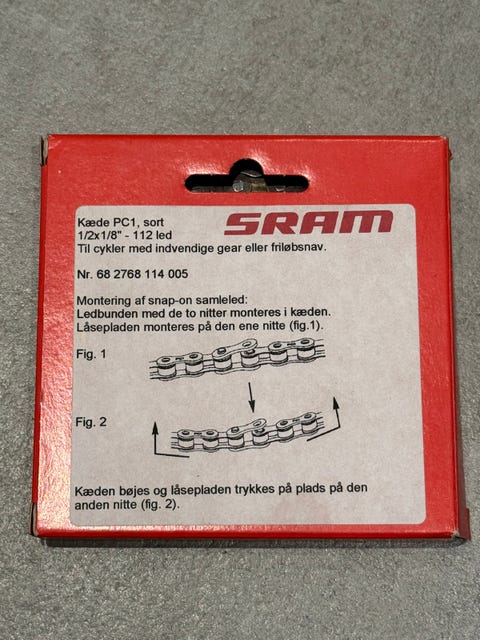 SRAM
Kæde PC1, sort
1/2x1/8" - 112 led
Til cykler med indvendige gear eller friløbsnav.
Nr. 68 2768 114 005
Montering af snap-on samleled:
Ledbunden med de to nitter monteres i kæden.
Låsepladen monteres på den ene nitte (fig.1).
Fig. 1
Fig. 2
Kæden bøjes og låsepladen trykkes på plads på den
anden nitte (fig. 2).